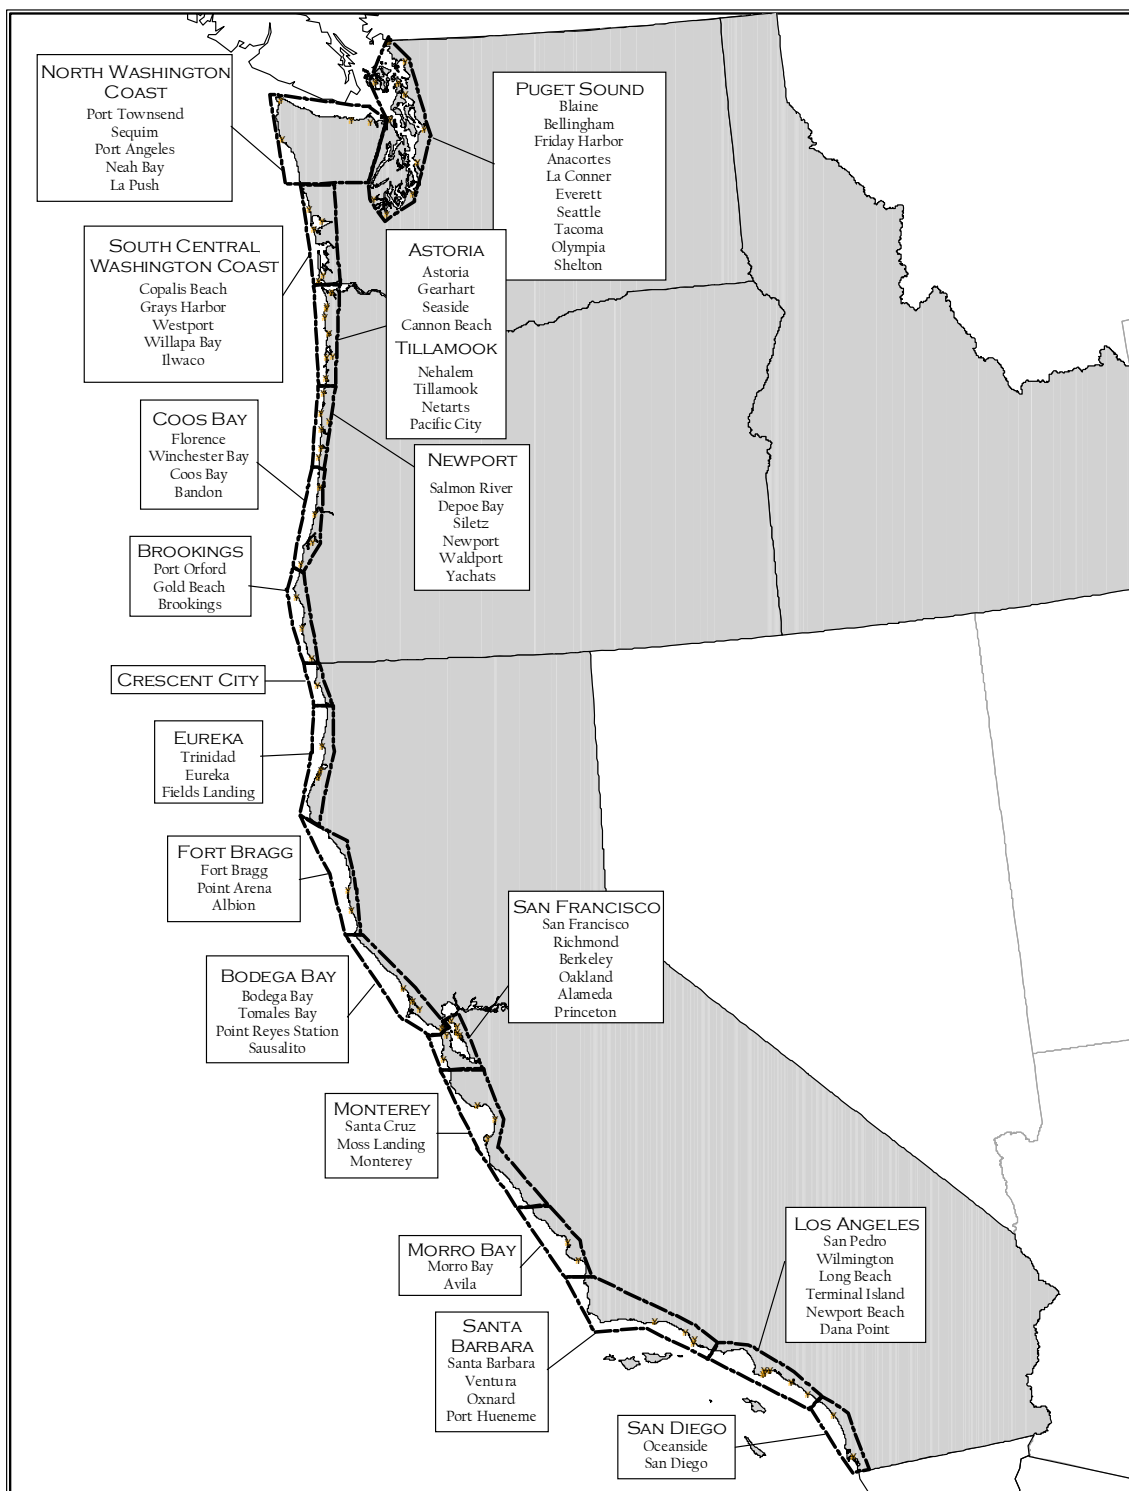 NORTH WASHINGTON
COAST
Port Townsend
Sequim
Port Angeles
Neah Bay
La Push
PUGET SOUND
Blaine
Bellingham
Friday Harbor
Anacortes
La Conner
Everett
Seattle
Tacoma
Olympia
Shelton
SOUTH CENTRAL
WASHINGTON COAST
Copalis Beach
Grays Harbor
Westport
Willapa Bay
Ilwaco
ASTORIA
Astoria
Gearhart
Seaside
Cannon Beach
TILLAMOOK
Nehalem
Tillamook
Netarts
Pacific City
COOS BAY
Florence
Winchester Bay
Coos Bay
Bandon
NEWPORT
Salmon River
Depoe Bay
Siletz
Newport
Waldport
Yachats
BROOKINGS
Port Orford
Gold Beach
Brookings
CRESCENT CITY
EUREKA
Trinidad
Eureka
Fields Landing
FORT BRAGG
Fort Bragg
Point Arena
Albion
SAN FRANCISCO
San Francisco
Richmond
Berkeley
Oakland
Alameda
Princeton
BODEGA BAY
Bodega Bay
Tomales Bay
Point Reyes Station
Sausalito
MONTEREY
Santa Cruz
Moss Landing
Monterey
MORRO BAY
Morro Bay
Avila
LOS ANGELES
San Pedro
Wilmington
Long Beach
Terminal Island
Newport Beach
Dana Point
SANTA
BARBARA
Santa Barbara
Ventura
Oxnard
Port Hueneme
SAN DIEGO
Oceanside
San Diego